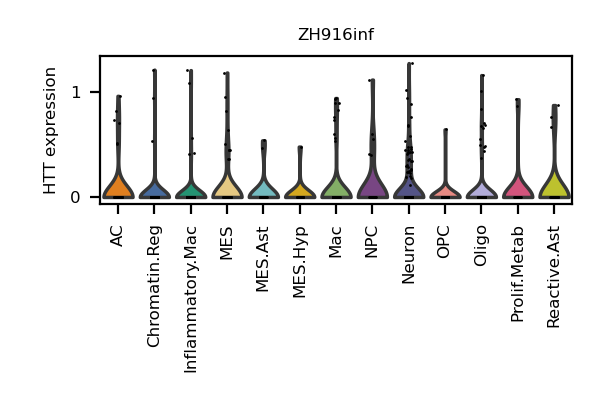 ZH916inf
HTT expression
1
0
AC
Chromatin.Reg
Inflammatory.Mac
MES
MES.Ast
MES.Hyp
Mac
NPC
Neuron
OPC
Oligo
Prolif.Metab
Reactive.Ast